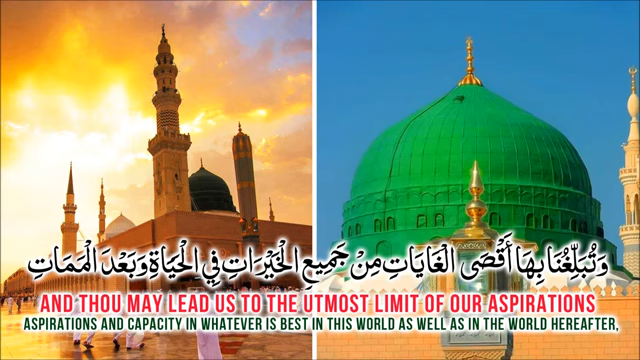 وَتُبَلِّغُنَا بِهَا أَقْصَى الْغَايَاتِ مِنْ جَمِيعِ الْخَيْرَاتِ فِي الْحَيَاةِ وَبَعْدَ الْمَمَاتِ
AND THOU MAY LEAD US TO THE UTMOST LIMIT OF OUR ASPIRATIONS
ASPIRATIONS AND CAPACITY IN WHATEVER IS BEST IN THIS WORLD AS WELL AS IN THE WORLD HEREAFTER,